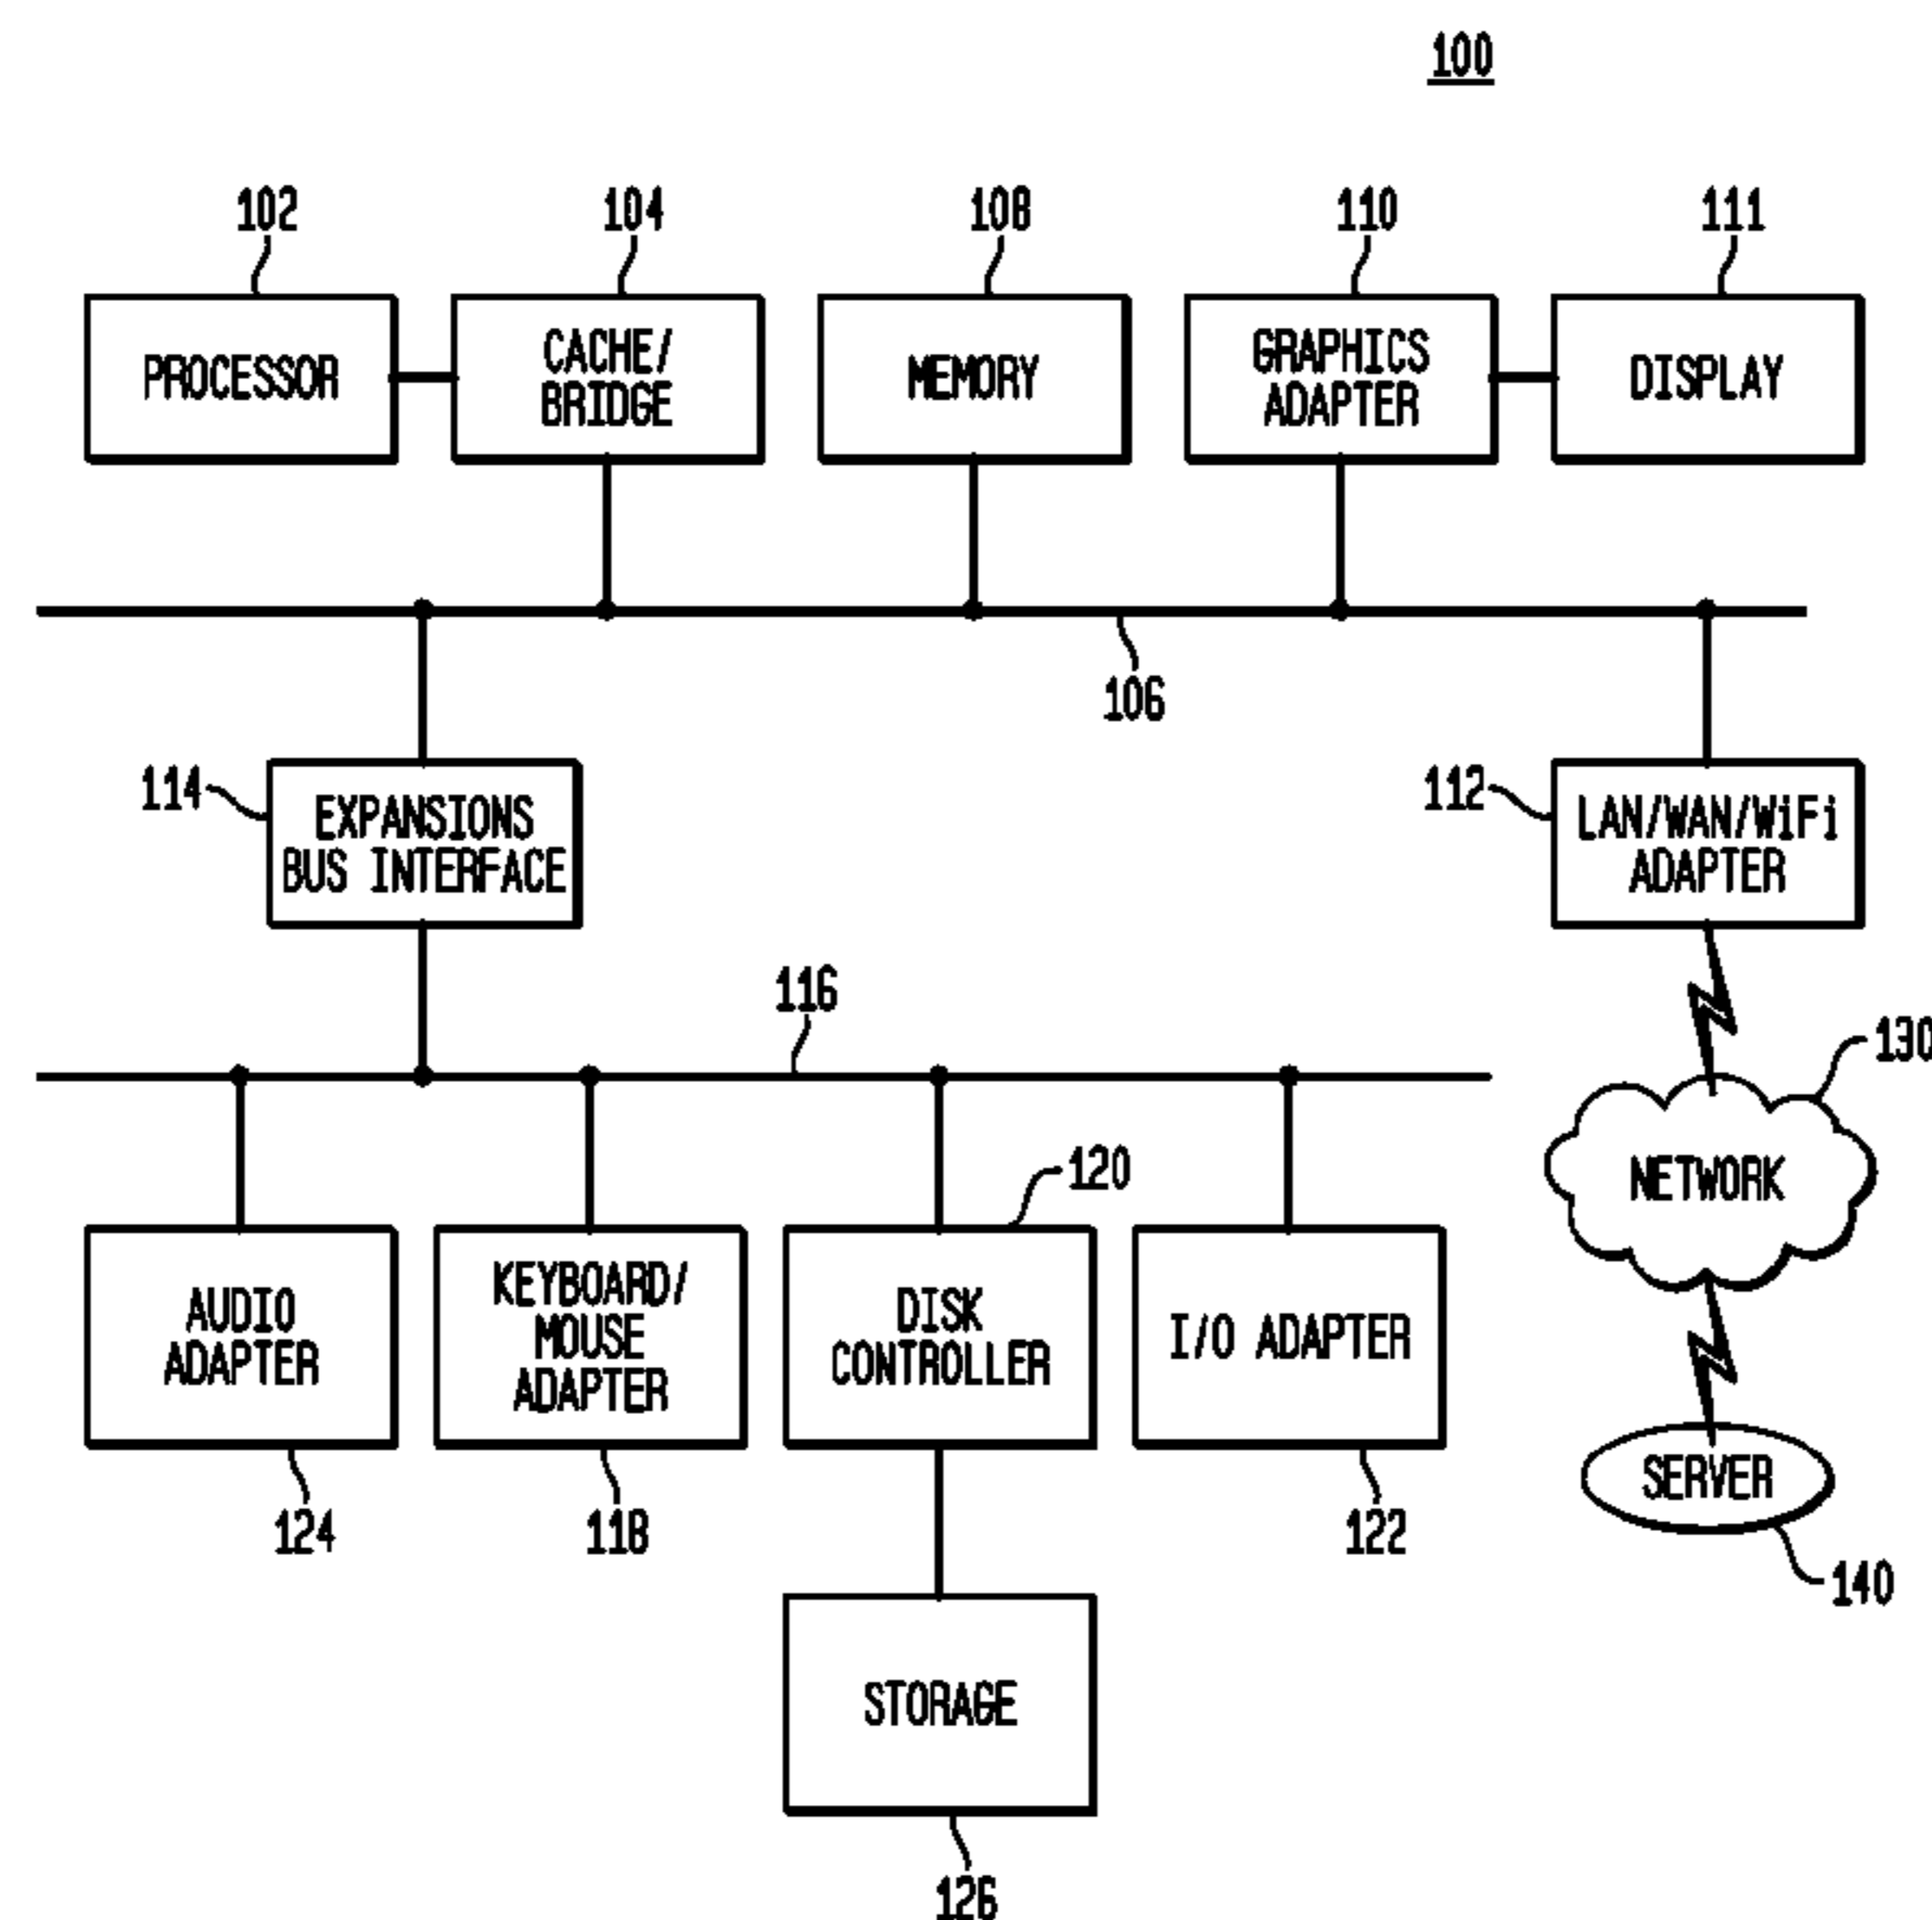 100
102
104
108
110
111
PROCESSOR
CACHE/
BRIDGE
MEMORY
GRAPHICS
ADAPTER
DISPLAY
106
114
EXPANSIONS
BUS INTERFACE
112
LAN/WAN/WiFi
ADAPTER
116
130
NETWORK
120
AUDIO
ADAPTER
KEYBOARD/
MOUSE
ADAPTER
DISK
CONTROLLER
I/O ADAPTER
SERVER
124
118
122
140
STORAGE
126